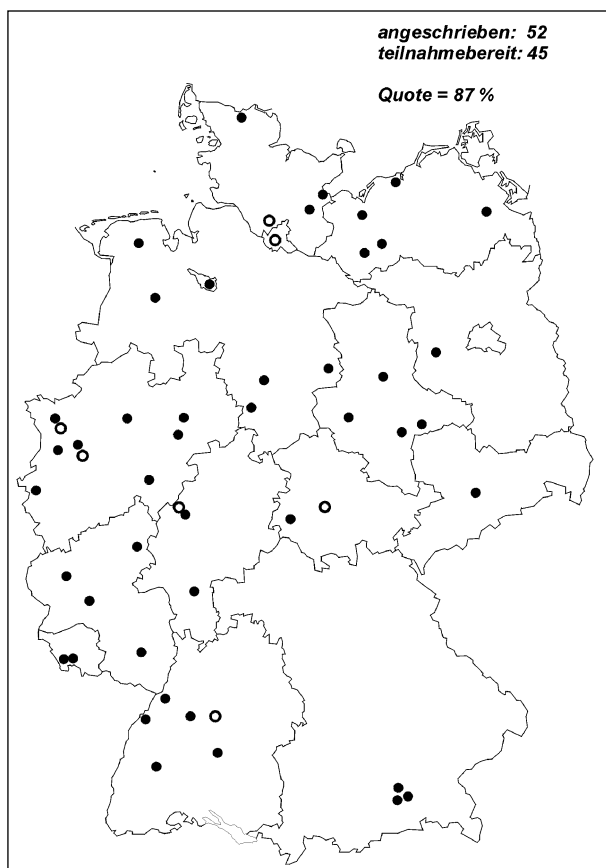 angeschrieben: 52
teilnahmebereit: 45
Quote = 87 %